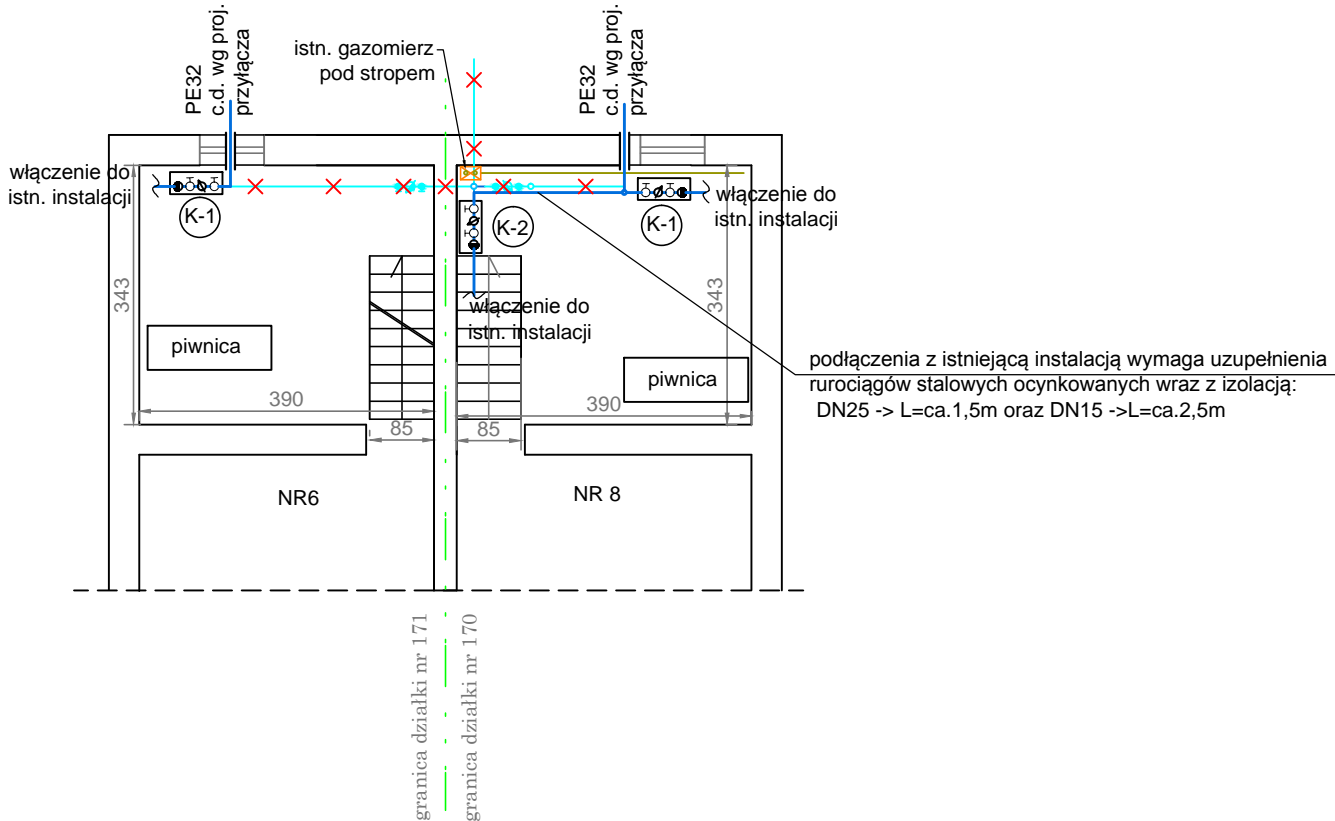 PE32
c.d. wg proj.
przyłącza
istn. gazomierz
pod stropem
PE32
c.d. wg proj.
przyłącza
włączenie do
istn. instalacji
K-1
K-2
K-1
włączenie do
istn. instalacji
343
włączenie do
istn. instalacji
343
piwnica
piwnica
podłączenia z istniejącą instalacją wymaga uzupełnienia
rurociągów stalowych ocynkowanych wraz z izolacją:
DN25 -> L=ca.1,5m oraz DN15 ->L=ca.2,5m
390
85
85
390
NR6
NR 8
granica działki nr 171
granica działki nr 170